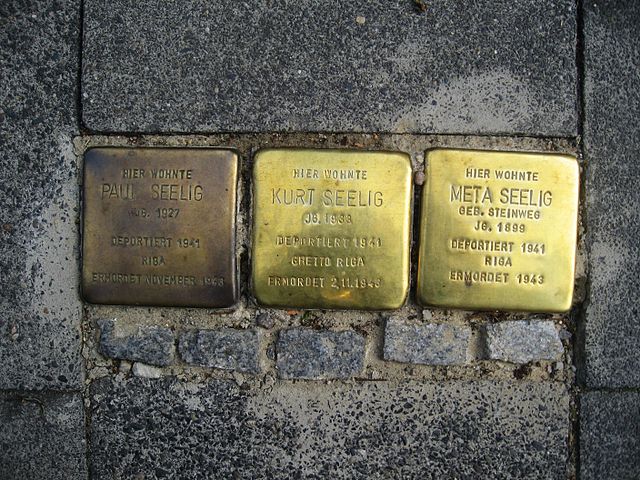 HIER WOHNTE
PAUL SEELIG
JG. 1927
DEPORTIERT 1941
RIGA
ERMORDET NOVEMBER 1943
HIER WOHNTE
KURT SEELIG
JG. 1933
DEPORTIERT 1941
GHETTO RIGA
ERMORDET 2.11.1943
HIER WOHNTE
META SEELIG
GEB. STEINWEG
JG. 1899
DEPORTIERT 1941
RIGA
ERMORDET 1943